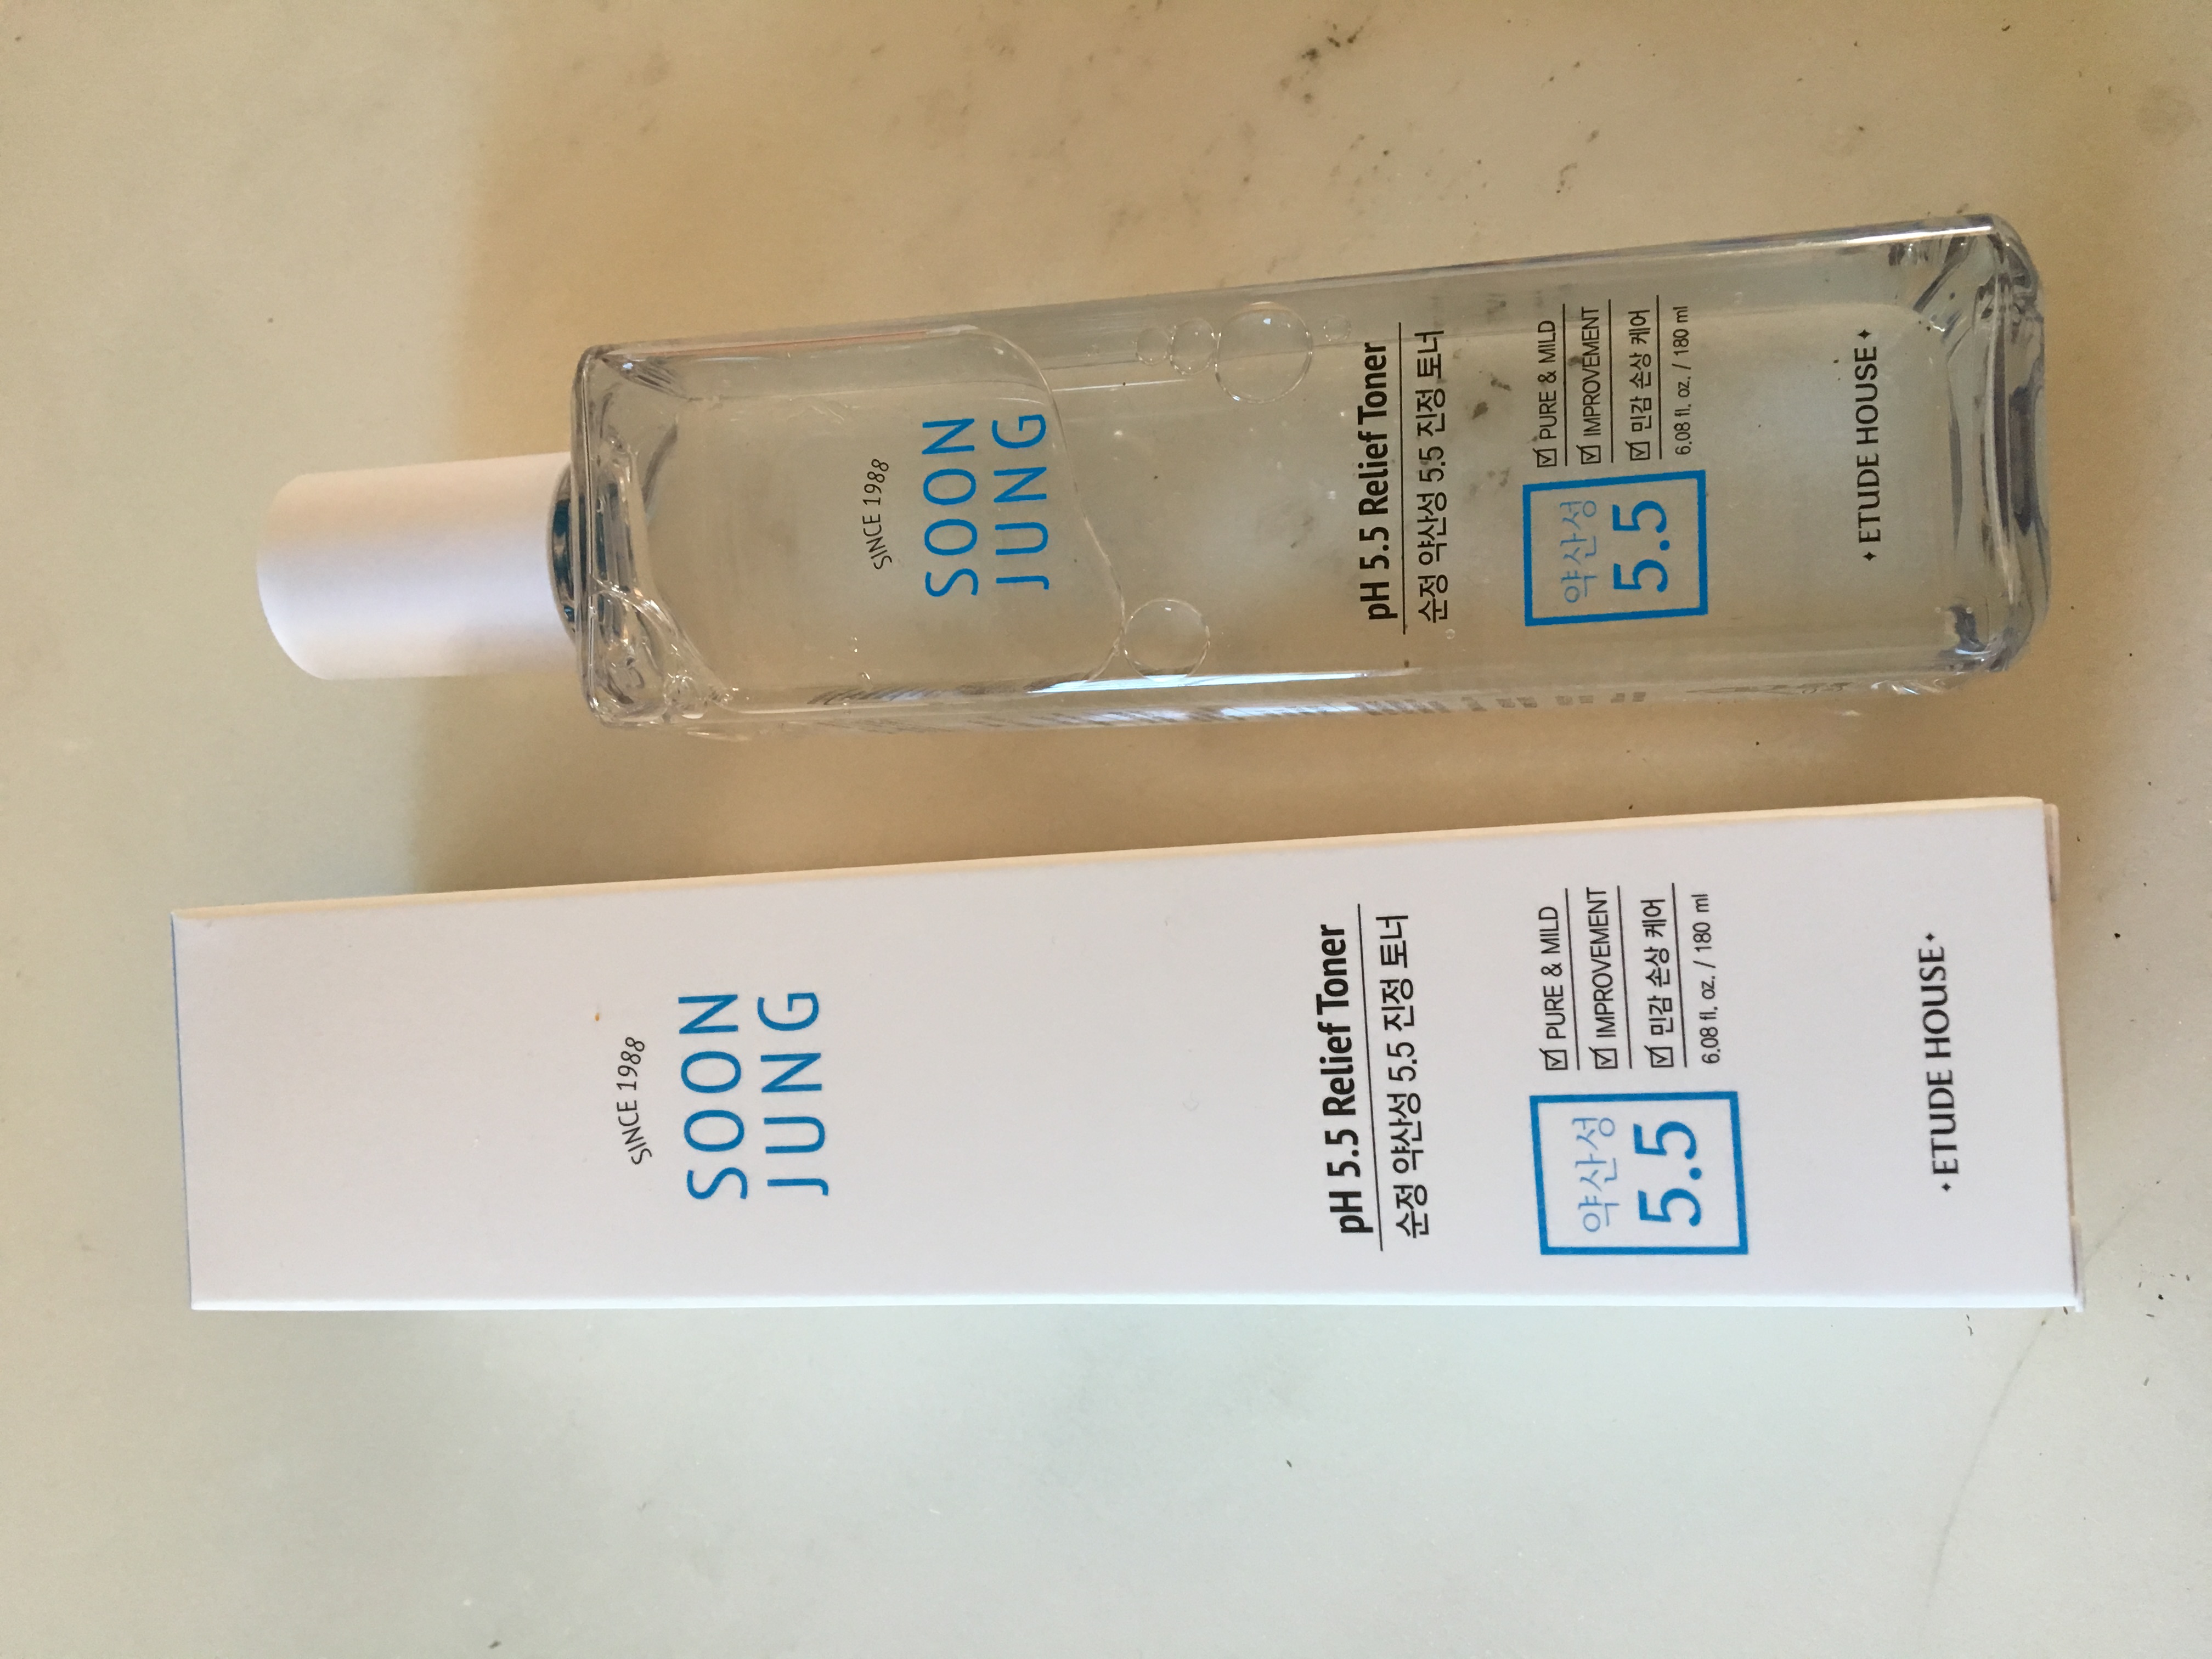 SINCE 1988
SOON
JUNG
pH 5.5 Relief Toner
순정 약산성 5.5 진정 토너
약산성
5.5
☑ PURE & MILD
☑ IMPROVEMENT
☑ 민감 손상 케어
6.08 fl. oz. / 180 ml
ETUDE HOUSE
SINCE 1988
SOON
JUNG
pH 5.5 Relief Toner
순정 약산성 5.5 진정 토너
약산성
5.5
☑ PURE & MILD
☑ IMPROVEMENT
☑ 민감 손상 케어
6.08 fl. oz. / 180 ml
ETUDE HOUSE